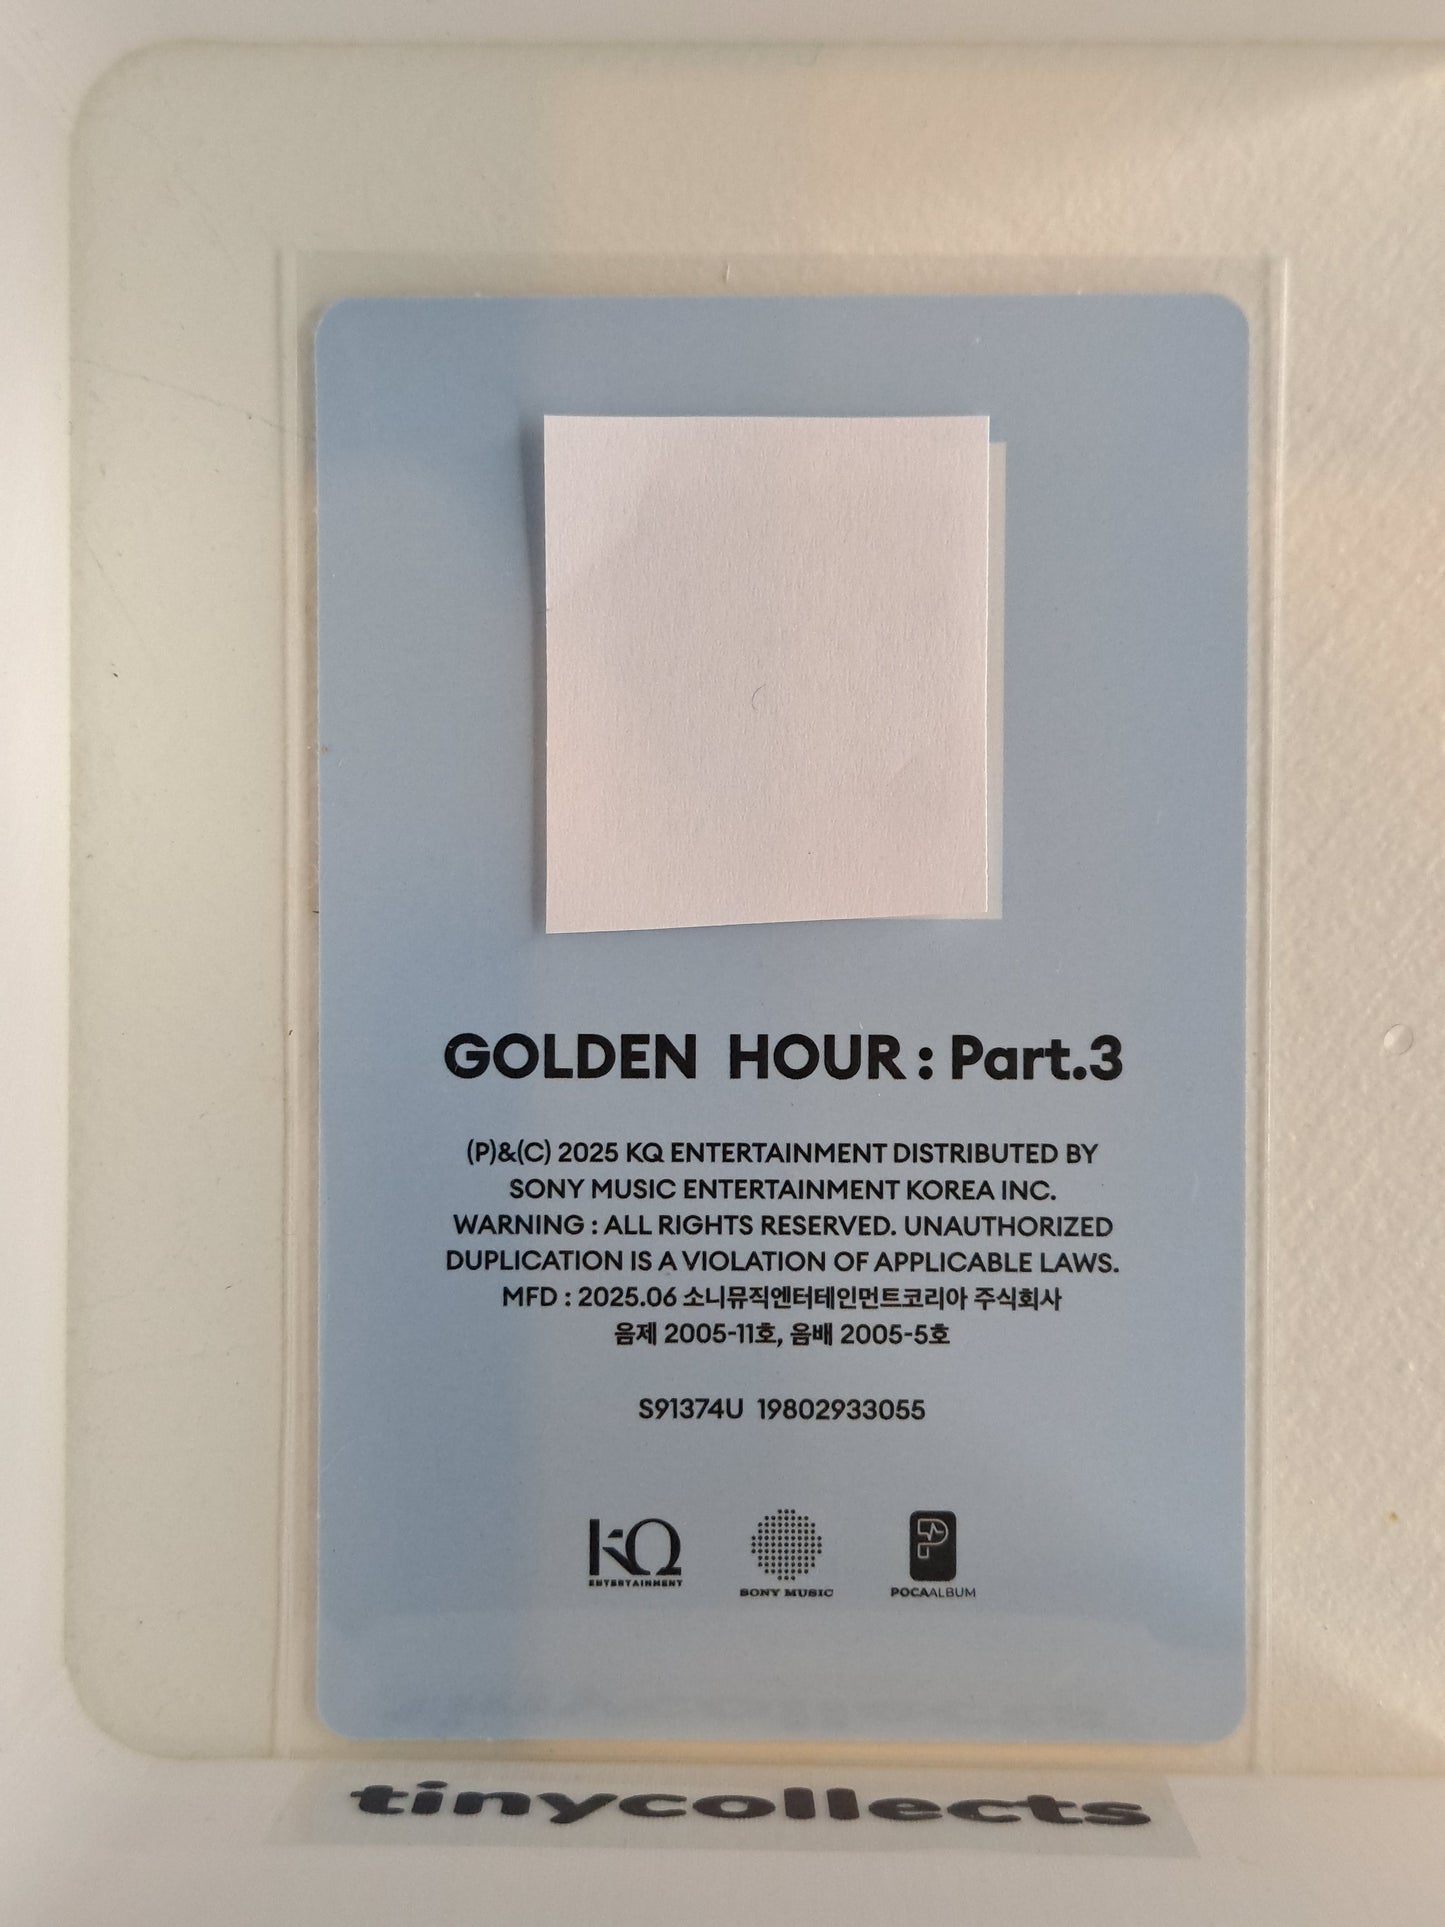 GOLDEN HOUR : Part.3
(P)&(C) 2025 KQ ENTERTAINMENT DISTRIBUTED BY
SONY MUSIC ENTERTAINMENT KOREA INC.
WARNING : ALL RIGHTS RESERVED. UNAUTHORIZED
DUPLICATION IS A VIOLATION OF APPLICABLE LAWS.
MFD : 2025.06 소니뮤직엔터테인먼트코리아 주식회사
음제 2005-11호, 음배 2005-5호
S91374U 19802933055
KQ
ENTERTAINMENT
SONY MUSIC
P
POCAALBUM
tinycollects